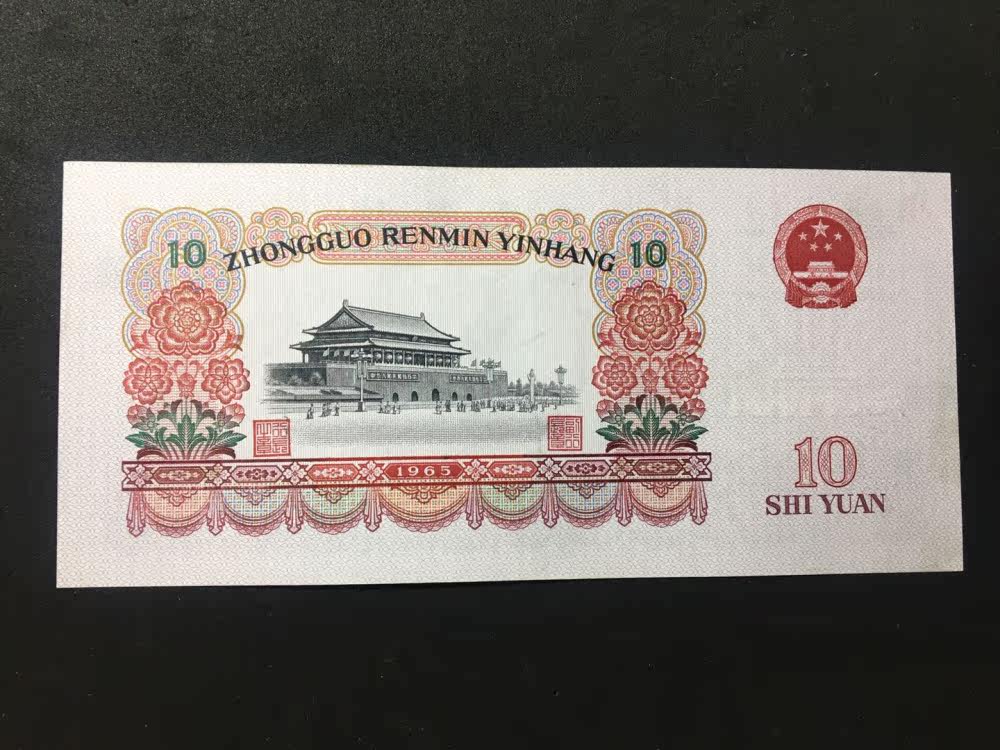 10 ZHONGGUO RENMIN YINHANG 10
1965
10
SHI YUAN